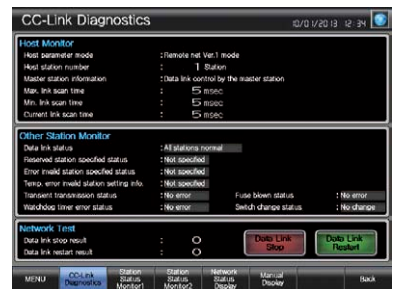 CC-Link Diagnostics 12/01/2013 12:34
Host Monitor
Host parameter mode :Remote net Ver.1 mode
Host station number : 1 Station
Master station information :Data link control by the master station
Max. link scan time : 5 msec
Min. link scan time : 5 msec
Current link scan time : 5 msec
Other Station Monitor
Data link status :All stations normal
Reserved station specified status :Not specified
Error invalid station specified status :Not specified
Temp. error invalid station setting info. :Not specified
Transient transmission status :No error Fuse blown status :No error
Watchdog timer error status :No error Switch change status :No change
Network Test
Data link stop result : 0
Data link restart result : 0
Data Link Stop
Data Link Restart
MENU
CC-Link Diagnostics
Station Status Monitor1
Station Status Monitor2
Network Status Display
Manual Display
Back